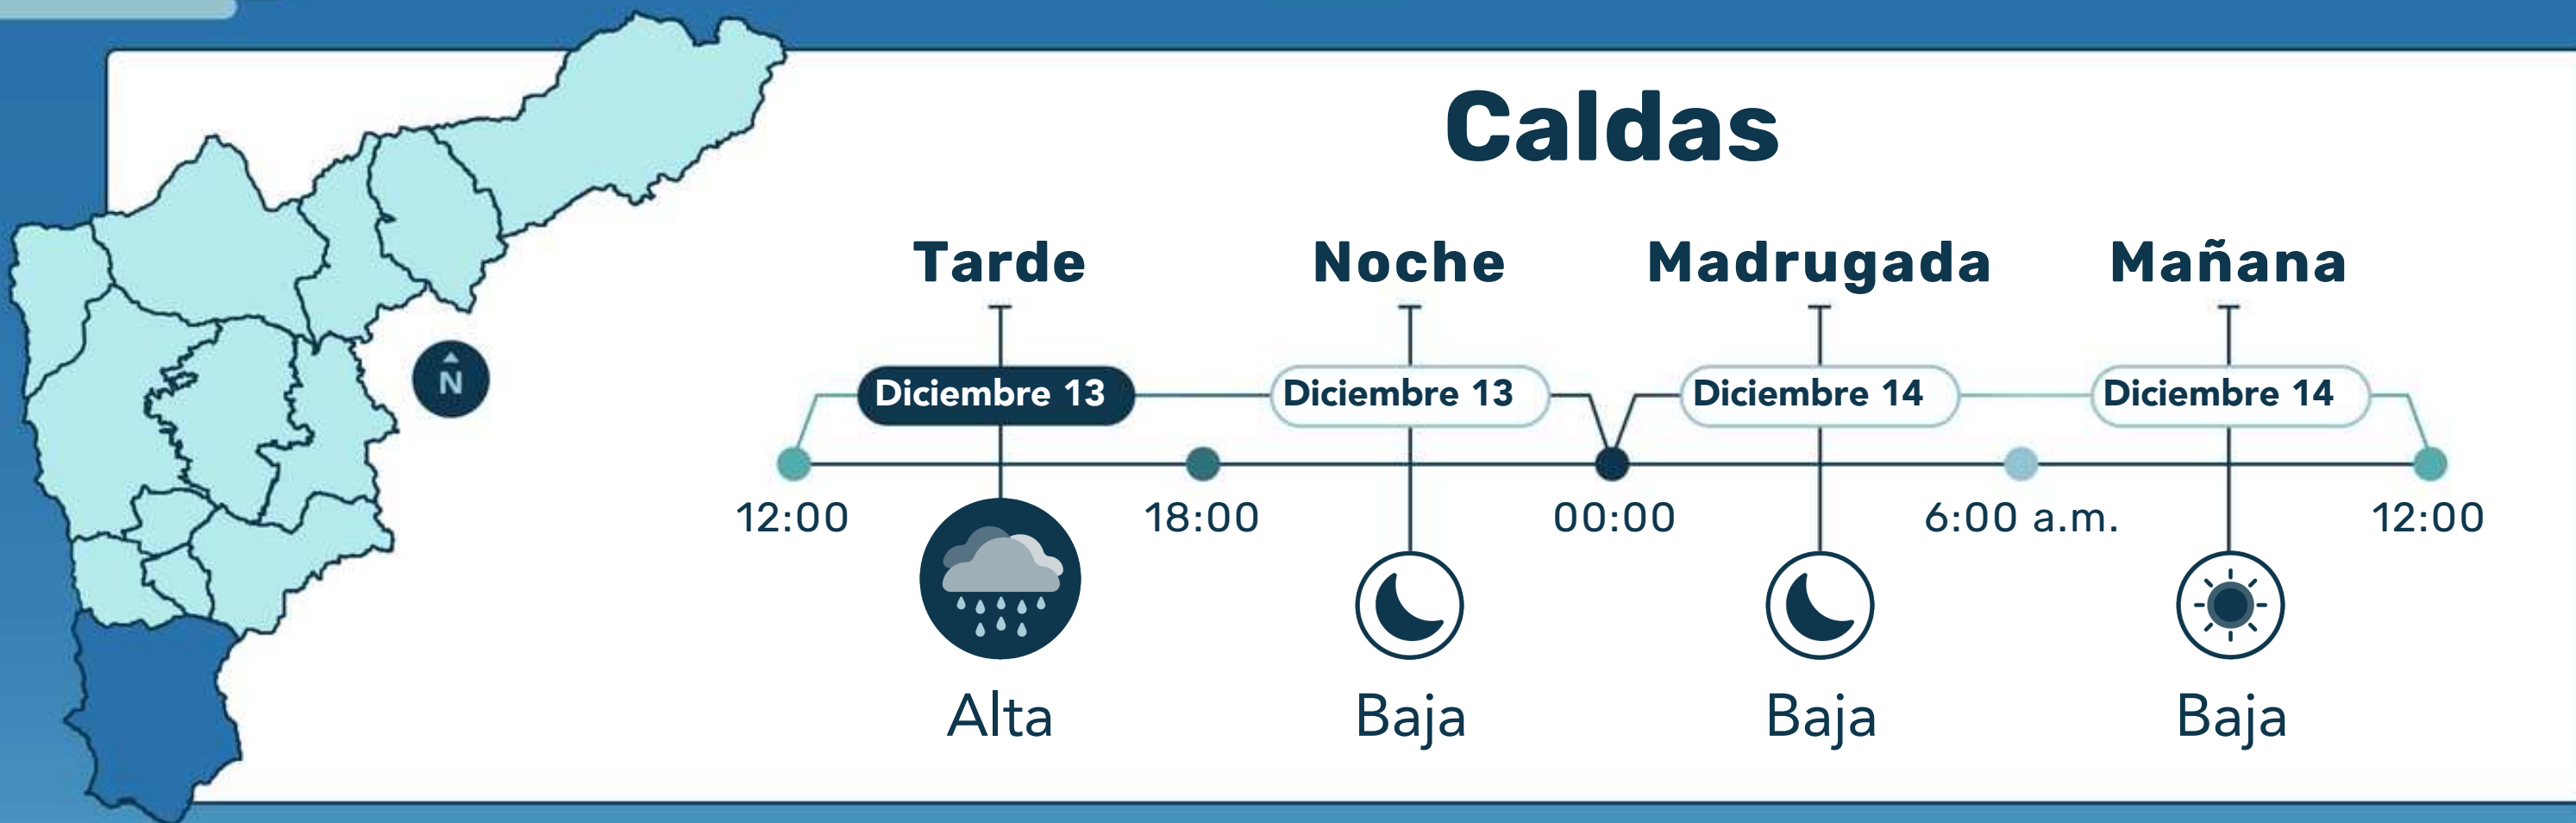 Caldas
Tarde Noche Madrugada Mañana
N
Diciembre 13 Diciembre 13 Diciembre 14 Diciembre 14
12:00 18:00 00:00 6:00 a.m. 12:00
Alta Baja Baja Baja